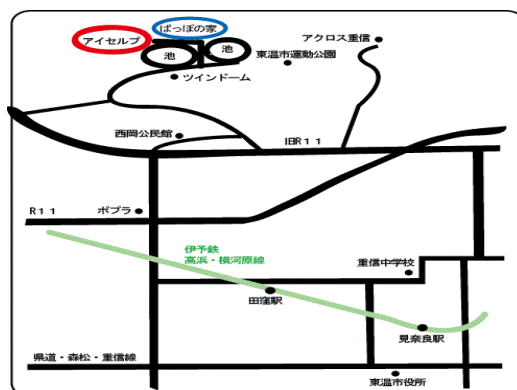 ぱっぽの家
アイセルプ
池
池
アクロス重信
東温市運動公園
ツインドーム
西岡公民館
旧R11
R11
ポプラ
伊予鉄
高浜・横河原線
重信中学校
田窪駅
見奈良駅
県道・森松・重信線
東温市役所